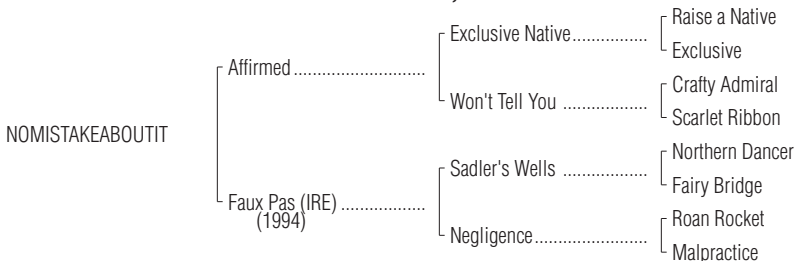 Raise a Native
Exclusive Native................
Exclusive
Affirmed ............................
Crafty Admiral
Won't Tell You ..................
Scarlet Ribbon
NOMISTAKEABOUTIT
Northern Dancer
Sadler's Wells ..................
Fairy Bridge
Faux Pas (IRE) ..................
(1994)
Roan Rocket
Negligence........................
Malpractice